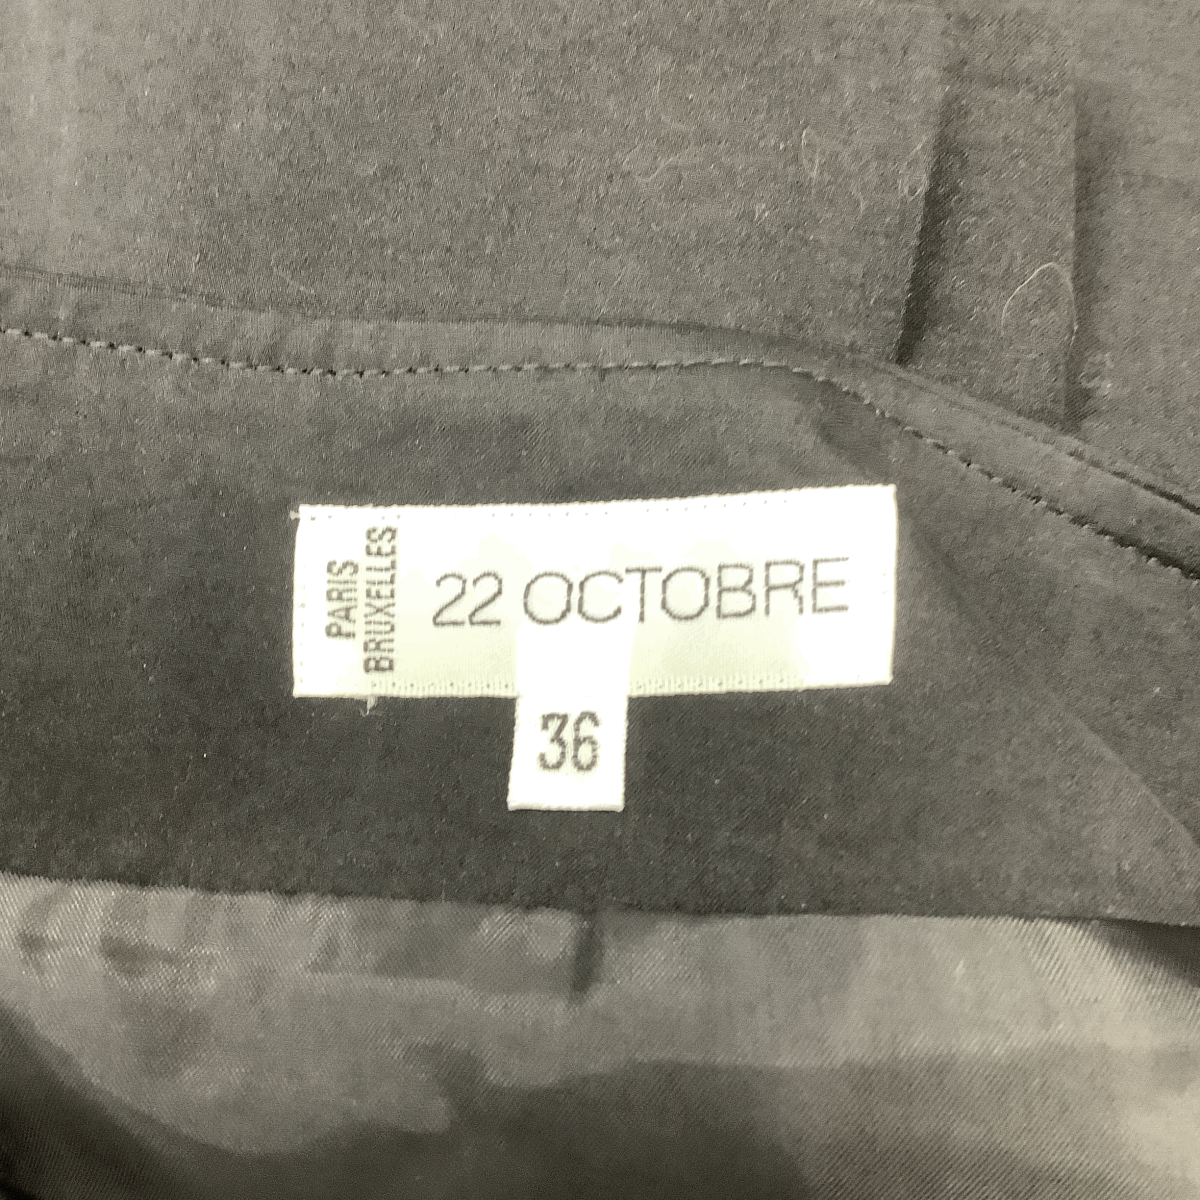 PARIS
BRUXELLES
22 OCTOBRE
36